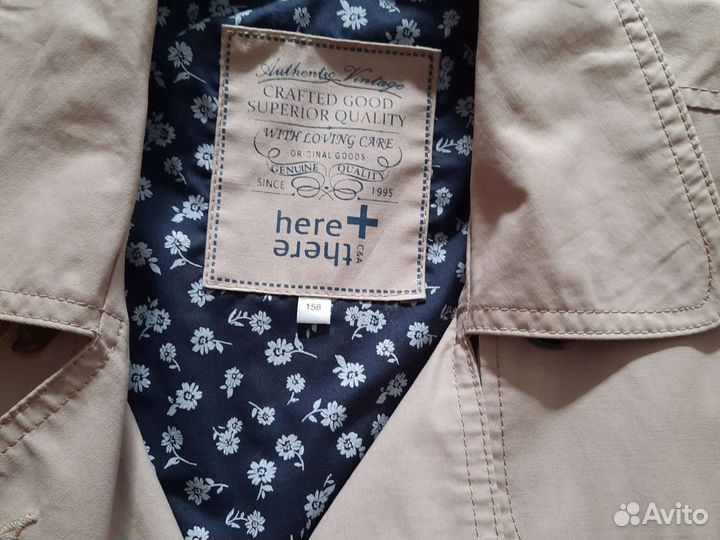 Authentic Vintage
CRAFTED GOOD
SUPERIOR QUALITY
WITH LOVING CARE
ORIGINAL GOODS
GENUINE QUALITY
SINCE 1995
here +
there
C&A
158
Avito